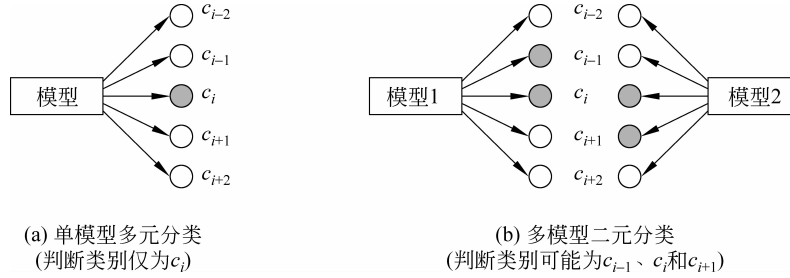 c_{i–2} c_{i–2}
c_{i–1} c_{i–1}
模型 c_i 模型1 c_i 模型2
c_{i+1} c_{i+1}
c_{i+2} c_{i+2}
(a) 单模型多元分类 (b) 多模型二元分类
(判断类别仅为c_i) (判断类别可能为c_{i–1}、c_i和c_{i+1})